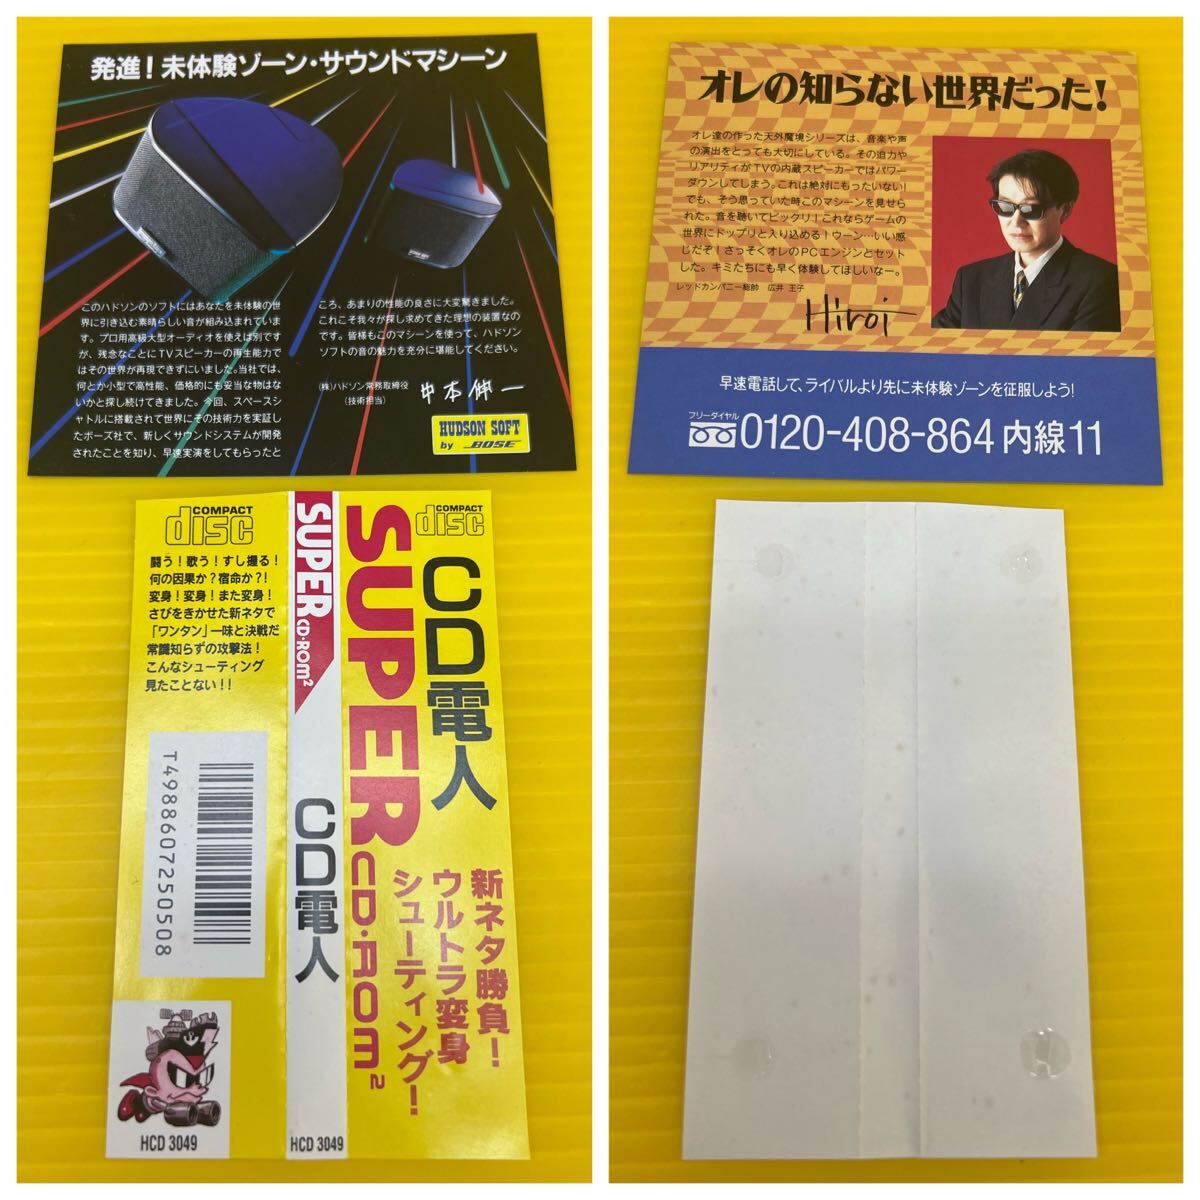 発進！未体験ゾーン・サウンドマシーン
このハドソンのソフトにはあなたを未体験の世
界に引き込む素晴らしい音が組み込まれていま
す。プロ用高級大型オーディオを使えば別です
が、残念なことにTVスピーカーの再生能力で
はその世界が再現できずにいました。当社では、
何とか小型で高性能、価格的にも妥当な物はな
いかと探し続けてきました。今回、スペースシ
ャトルに搭載されて世界にその技術力を実証し
たボーズ社で、新しくサウンドシステムが開発
されたことを知り、早速実演をしてもらったと
ころ、あまりの性能の良さに大変驚きました。
これこそ我々が探し求めてきた理想の装置なの
です。皆様もこのマシーンを使って、ハドソン
ソフトの音の魅力を充分に堪能してください。
(株)ハドソン常務取締役
(技術担当)
中本伸一
HUDSON SOFT
by BOSE
オレの知らない世界だった！
オレ達の作った天外魔境シリーズは、音楽や声
の演出をとっても大切にしている。その迫力や
リアリティがTVの内蔵スピーカーではパワー
ダウンしてしまう。これは絶対にもったいない！
でも、そう思っていた時このマシーンを見せら
れた。音を聴いてビックリ！これならゲームの
世界にドップリと入り込める！ウーン…いい感
じだぞ！さっそくオレのPCエンジンとセット
した。キミたちにも早く体験してほしいなー。
レッドカンパニー総帥　広井 王子
Hiroi
早速電話して、ライバルより先に未体験ゾーンを征服しよう！
フリーダイヤル
0120-408-864 内線11
COMPACT
disc
闘う！歌う！すし握る！
何の因果か？宿命か？！
変身！変身！また変身！
さびをきかせた新ネタで
「ワンタン」一味と決戦だ
常識知らずの攻撃法！
こんなシューティング
見たことない！！
T4988607250508
HCD 3049
SUPER CD・ROM²
CD電人
HCD 3049
COMPACT
disc
CD電人
SUPER CD・ROM²
新ネタ勝負！
ウルトラ変身
シューティング！